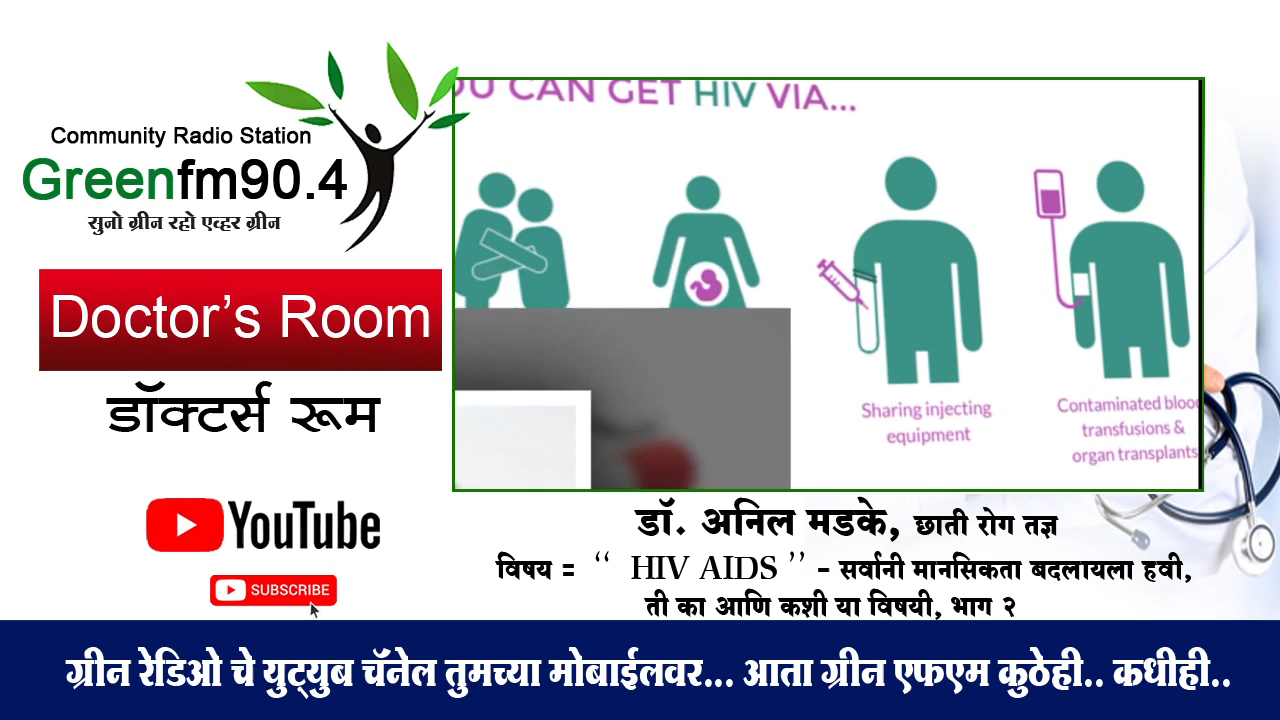 Community Radio Station
Greenfm90.4
सुनो ग्रीन रहो एव्हर ग्रीन
Doctor's Room
डॉक्टर्स रूम
YouTube
SUBSCRIBE
OU CAN GET HIV VIA...
Sharing injecting
equipment
Contaminated blood
transfusions &
organ transplants
डॉ. अनिल मडके, छाती रोग तज्ञ
विषय = “ HIV AIDS ” - सर्वानी मानसिकता बदलायला हवी,
ती का आणि कशी या विषयी, भाग २
ग्रीन रेडिओ चे युट्युब चॅनेल तुमच्या मोबाईलवर... आता ग्रीन एफएम कुठेही.. कधीही..